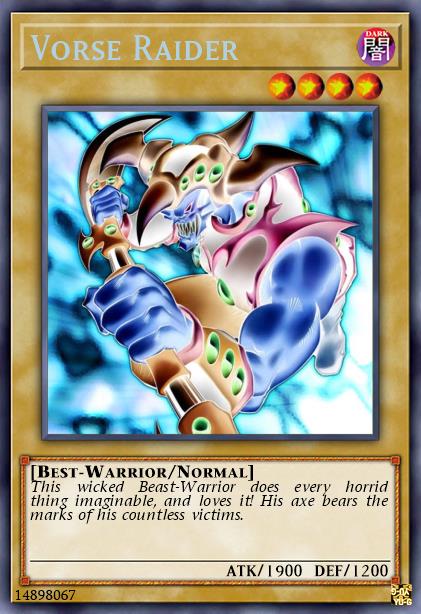 Vorse Raider
DARK
闇
[Best-Warrior/Normal]
This wicked Beast-Warrior does every horrid
thing imaginable, and loves it! His axe bears the
marks of his countless victims.
ATK/1900 DEF/1200
14898067